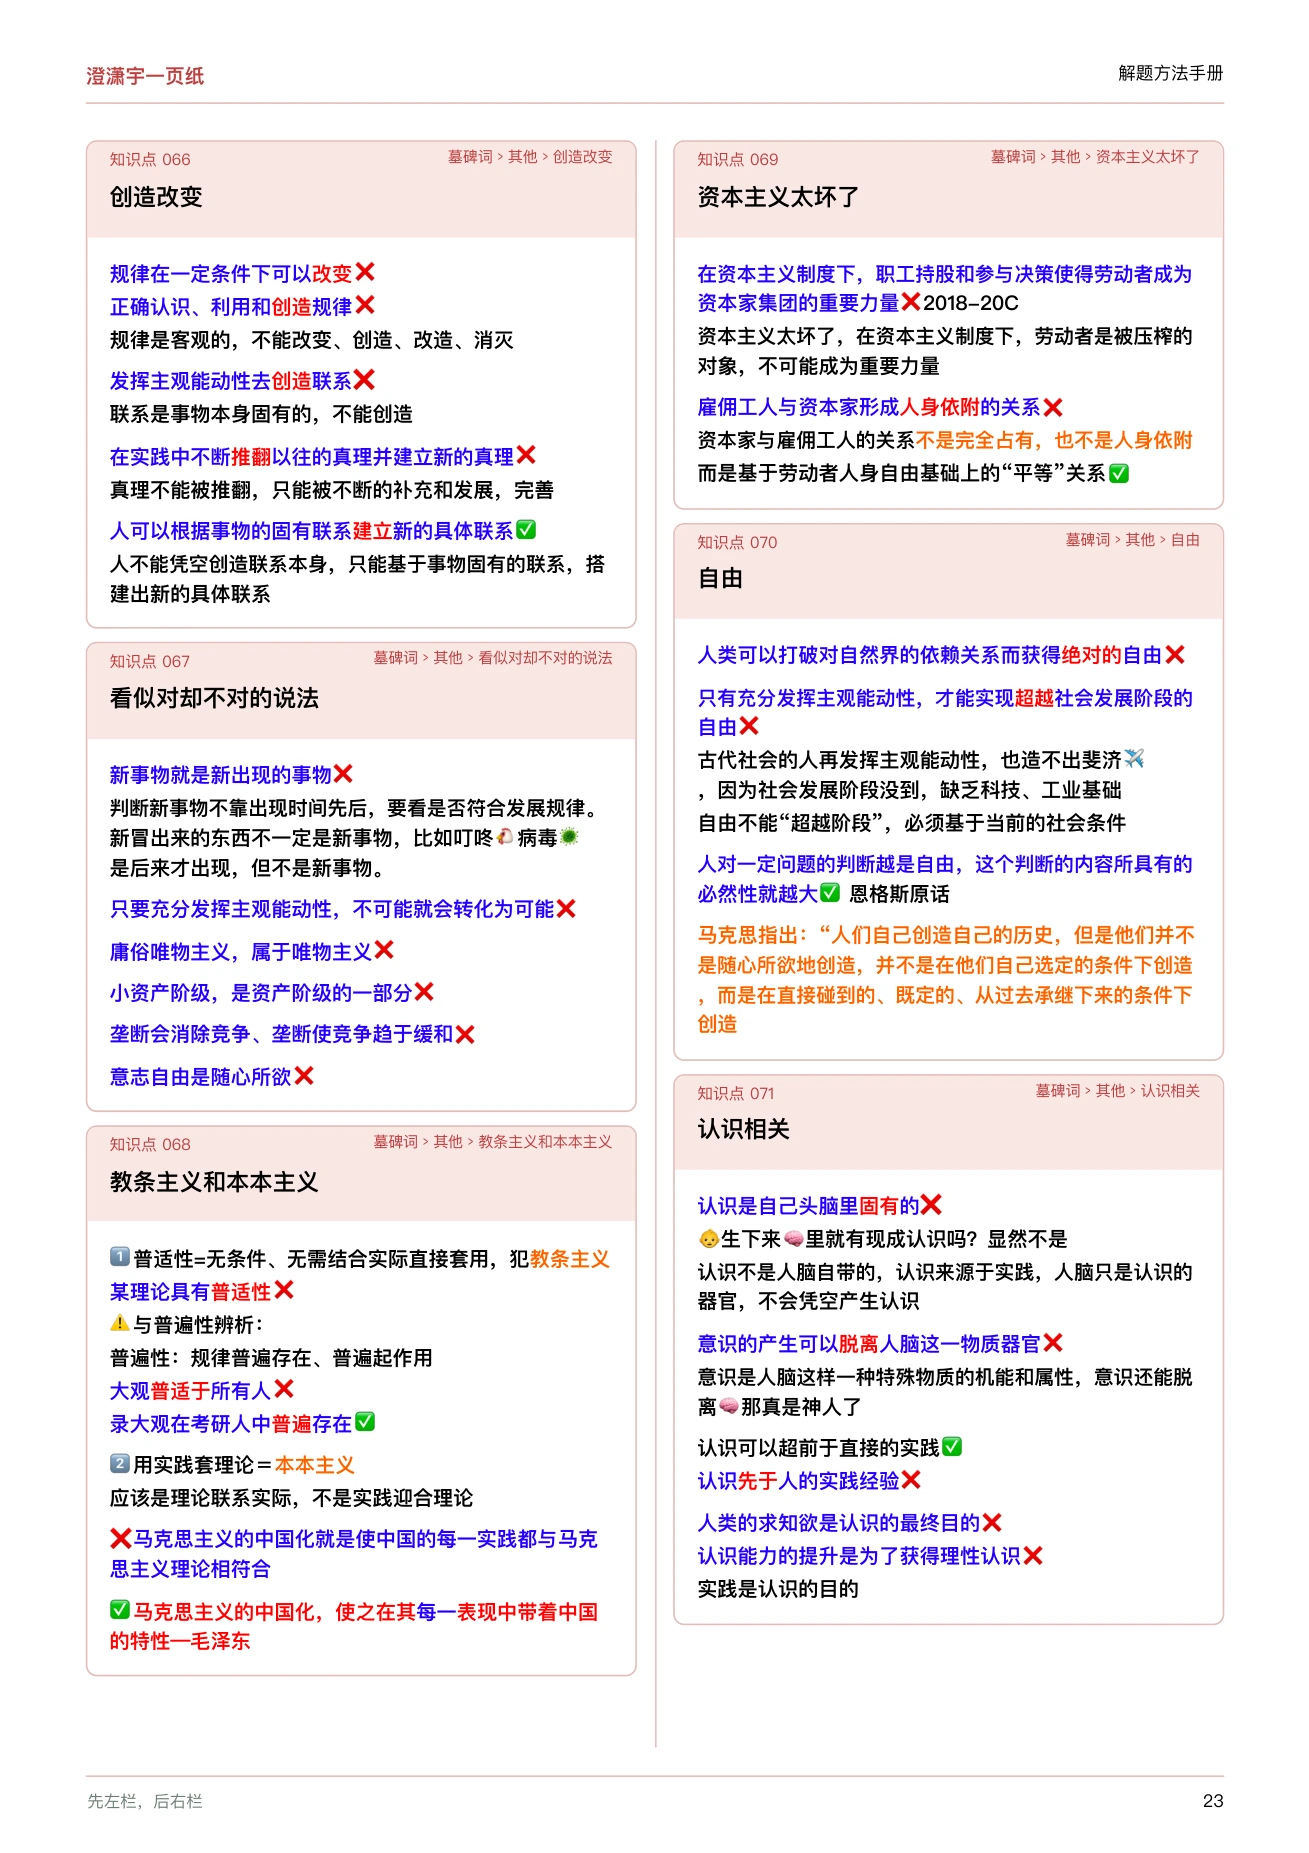 澄潇宇一页纸
解题方法手册
知识点 066
墓碑词 > 其他 > 创造改变
创造改变
规律在一定条件下可以改变❌
正确认识、利用和创造规律❌
规律是客观的，不能改变、创造、改造、消灭
发挥主观能动性去创造联系❌
联系是事物本身固有的，不能创造
在实践中不断推翻以往的真理并建立新的真理❌
真理不能被推翻，只能被不断的补充和发展，完善
人可以根据事物的固有联系建立新的具体联系✅
人不能凭空创造联系本身，只能基于事物固有的联系，搭
建出新的具体联系
知识点 067
墓碑词 > 其他 > 看似对却不对的说法
看似对却不对的说法
新事物就是新出现的事物❌
判断新事物不靠出现时间先后，要看是否符合发展规律。
新冒出来的东西不一定是新事物，比如叮咚🐔病毒🦠
是后来才出现，但不是新事物。
只要充分发挥主观能动性，不可能就会转化为可能❌
庸俗唯物主义，属于唯物主义❌
小资产阶级，是资产阶级的一部分❌
垄断会消除竞争、垄断使竞争趋于缓和❌
意志自由是随心所欲❌
知识点 068
墓碑词 > 其他 > 教条主义和本本主义
教条主义和本本主义
1️⃣普适性=无条件、无需结合实际直接套用，犯教条主义
某理论具有普适性❌
⚠️与普遍性辨析：
普遍性：规律普遍存在、普遍起作用
大观普适于所有人❌
录大观在考研人中普遍存在✅
2️⃣用实践套理论＝本本主义
应该是理论联系实际，不是实践迎合理论
❌马克思主义的中国化就是使中国的每一实践都与马克
思主义理论相符合
✅马克思主义的中国化，使之在其每一表现中带着中国
的特性—毛泽东
知识点 069
墓碑词 > 其他 > 资本主义太坏了
资本主义太坏了
在资本主义制度下，职工持股和参与决策使得劳动者成为
资本家集团的重要力量❌2018-20C
资本主义太坏了，在资本主义制度下，劳动者是被压榨的
对象，不可能成为重要力量
雇佣工人与资本家形成人身依附的关系❌
资本家与雇佣工人的关系不是完全占有，也不是人身依附
而是基于劳动者人身自由基础上的“平等”关系✅
知识点 070
墓碑词 > 其他 > 自由
自由
人类可以打破对自然界的依赖关系而获得绝对的自由❌
只有充分发挥主观能动性，才能实现超越社会发展阶段的
自由❌
古代社会的人再发挥主观能动性，也造不出斐济✈️
，因为社会发展阶段没到，缺乏科技、工业基础
自由不能“超越阶段”，必须基于当前的社会条件
人对一定问题的判断越是自由，这个判断的内容所具有的
必然性就越大✅ 恩格斯原话
马克思指出：“人们自己创造自己的历史，但是他们并不
是随心所欲地创造，并不是在他们自己选定的条件下创造
，而是在直接碰到的、既定的、从过去承继下来的条件下
创造
知识点 071
墓碑词 > 其他 > 认识相关
认识相关
认识是自己头脑里固有的❌
👶生下来🧠里就有现成认识吗？显然不是
认识不是人脑自带的，认识来源于实践，人脑只是认识的
器官，不会凭空产生认识
意识的产生可以脱离人脑这一物质器官❌
意识是人脑这样一种特殊物质的机能和属性，意识还能脱
离🧠那真是神人了
认识可以超前于直接的实践✅
认识先于人的实践经验❌
人类的求知欲是认识的最终目的❌
认识能力的提升是为了获得理性认识❌
实践是认识的目的
先左栏，后右栏
23